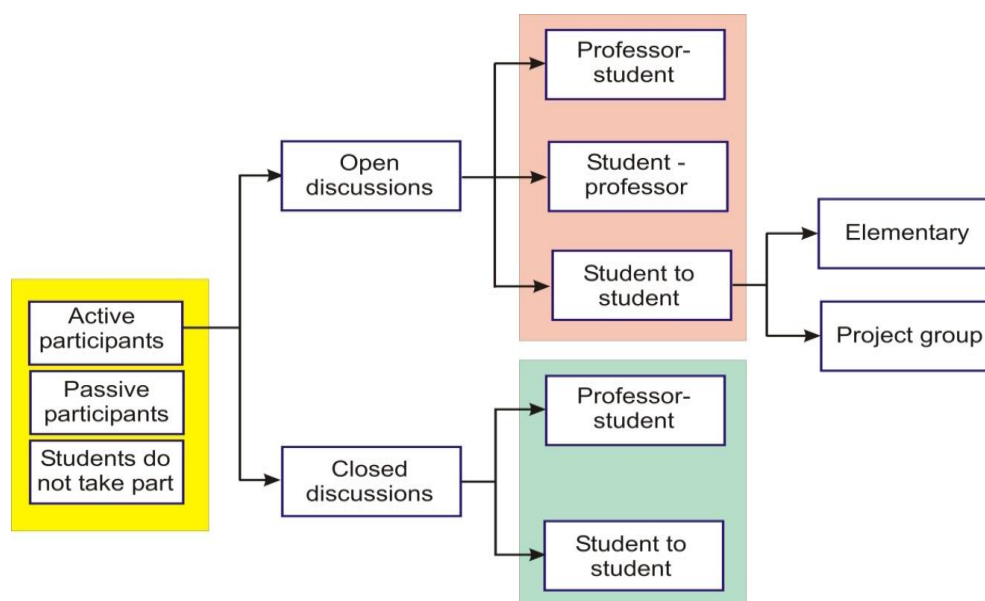 Active
participants
Passive
participants
Students do
not take part
Open
discussions
Closed
discussions
Professor-
student
Student -
professor
Student to
student
Professor-
student
Student to
student
Elementary
Project group